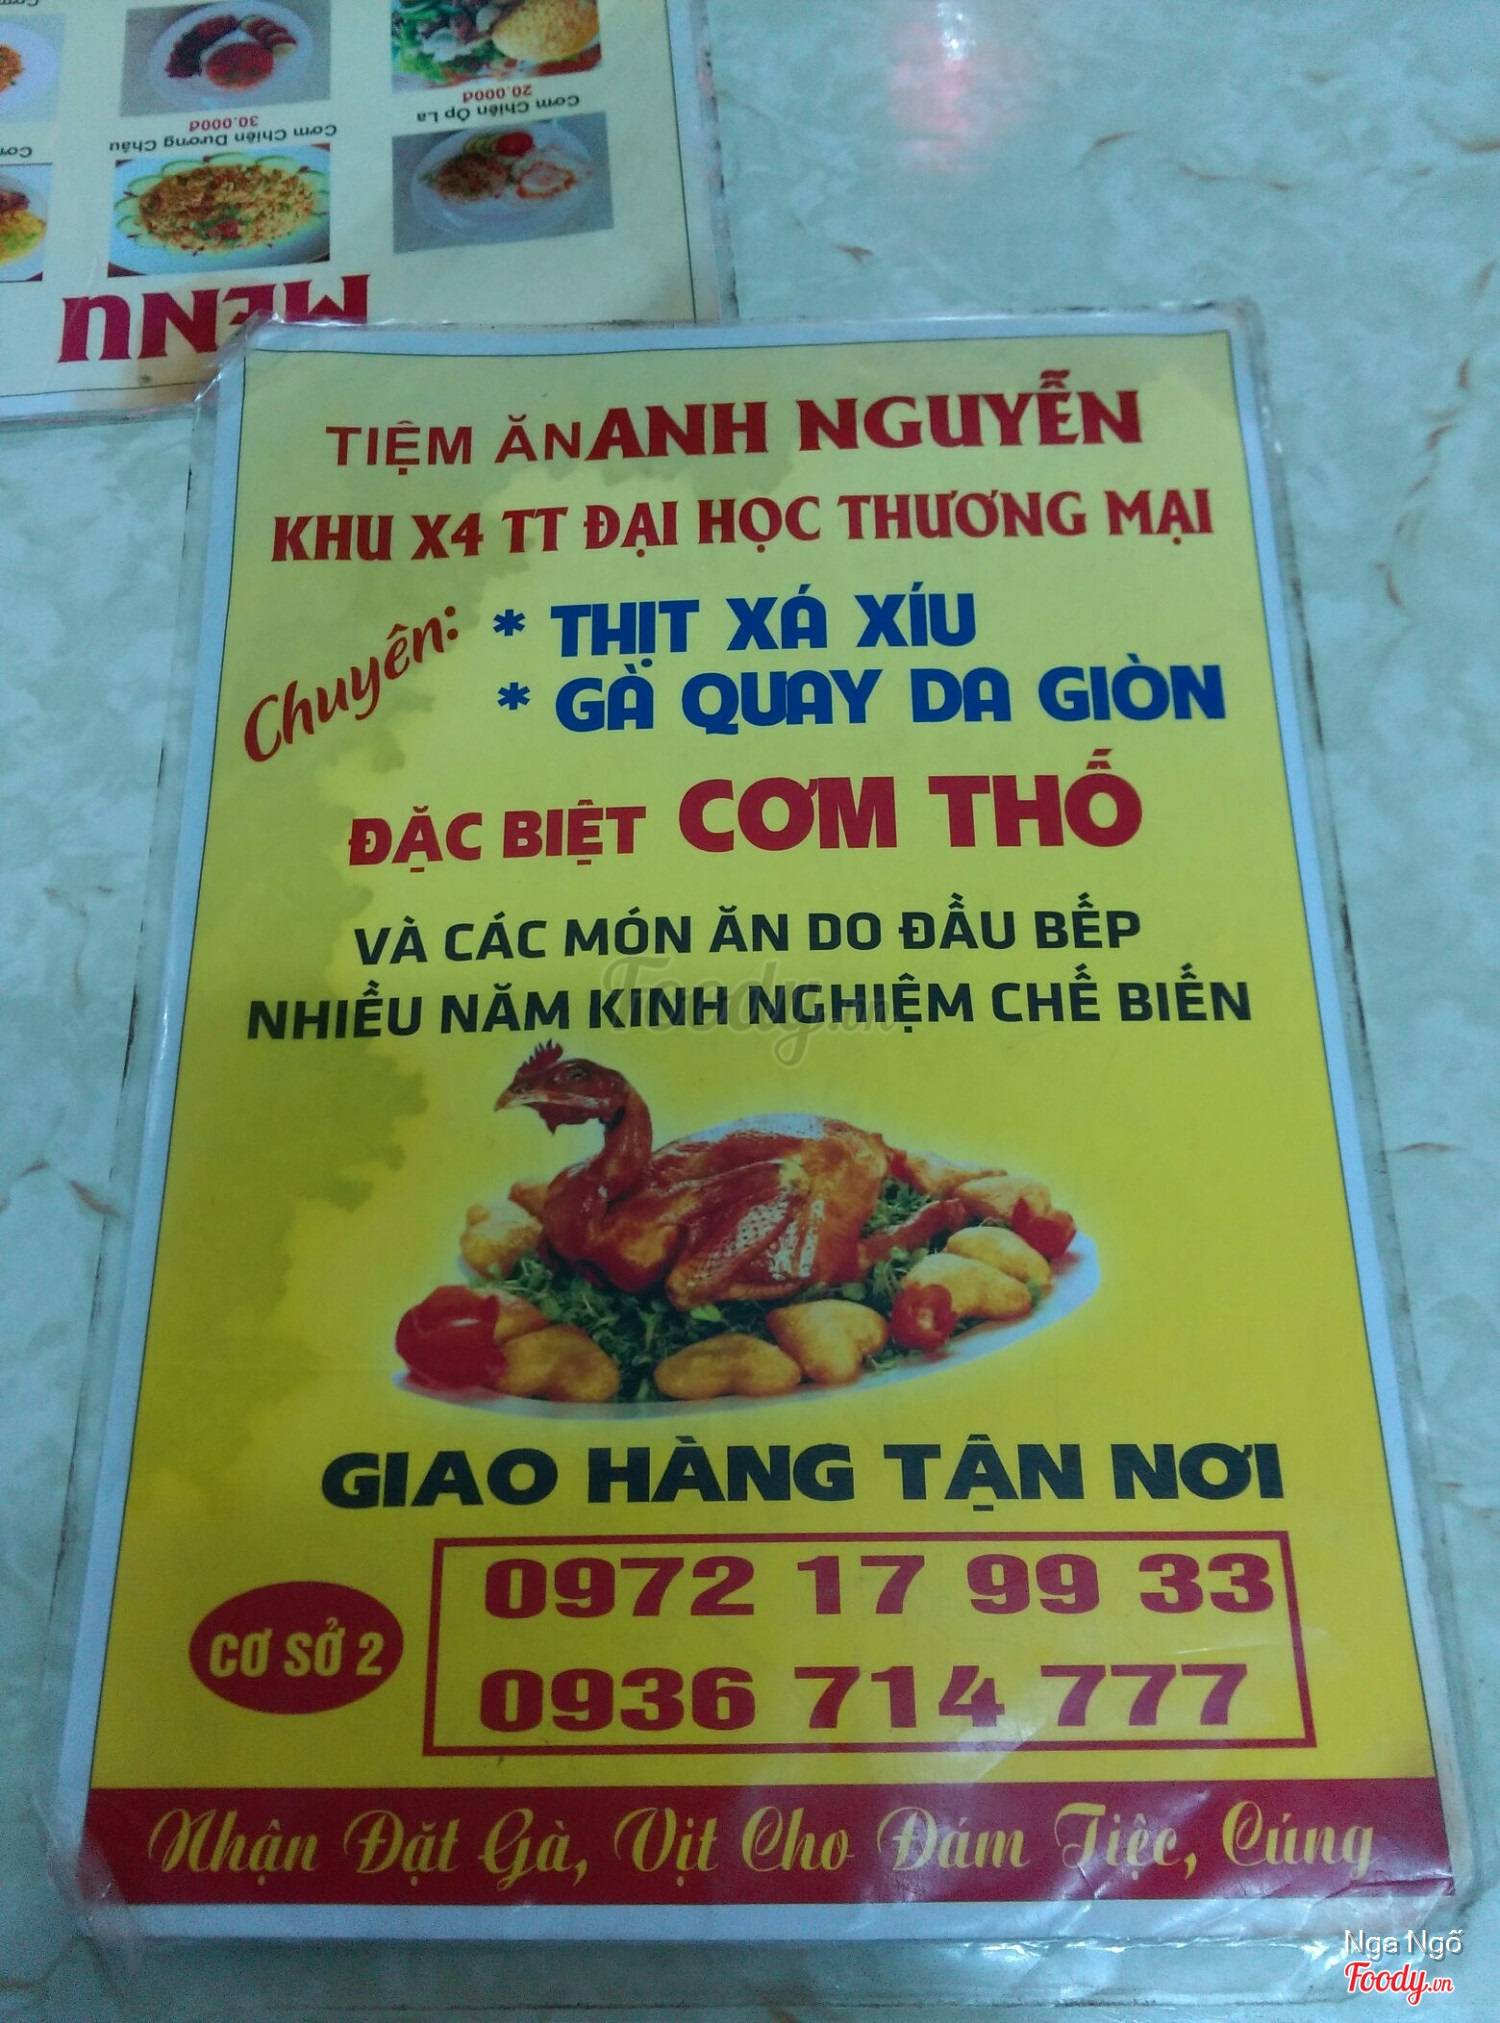 20.000đ
Cơm Chiên Ốp La
30.000đ
Cơm Chiên Dương Châu
MENU
TIỆM ĂN ANH NGUYỄN
KHU X4 TT ĐẠI HỌC THƯƠNG MẠI
Chuyên: * THỊT XÁ XÍU
* GÀ QUAY DA GIÒN
ĐẶC BIỆT CƠM THỐ
VÀ CÁC MÓN ĂN DO ĐẦU BẾP
NHIỀU NĂM KINH NGHIỆM CHẾ BIẾN
Foody.vn
GIAO HÀNG TẬN NƠI
CƠ SỞ 2
0972 17 99 33
0936 714 777
Nhận Đặt Gà, Vịt Cho Đám Tiệc, Cúng
Nga Ngõ
Foody.vn